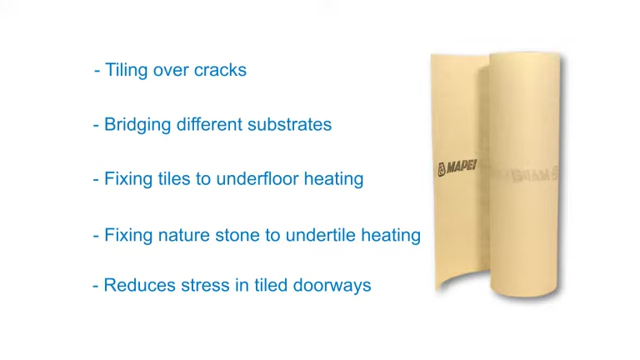 - Tiling over cracks
- Bridging different substrates
- Fixing tiles to underfloor heating
- Fixing nature stone to undertile heating
- Reduces stress in tiled doorways
MAPEI
MAPEI